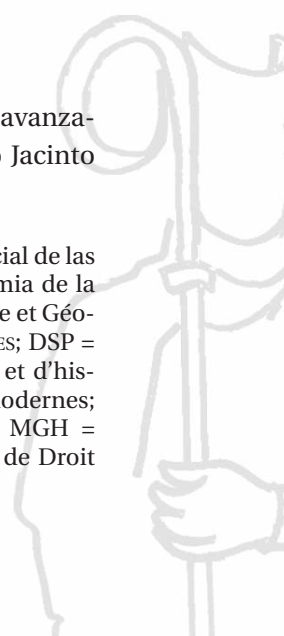 avanza-
Jacinto
cial de las
mia de la
e et Géo-
ES; DSP =
et d'his-
odernes;
MGH =
de Droit